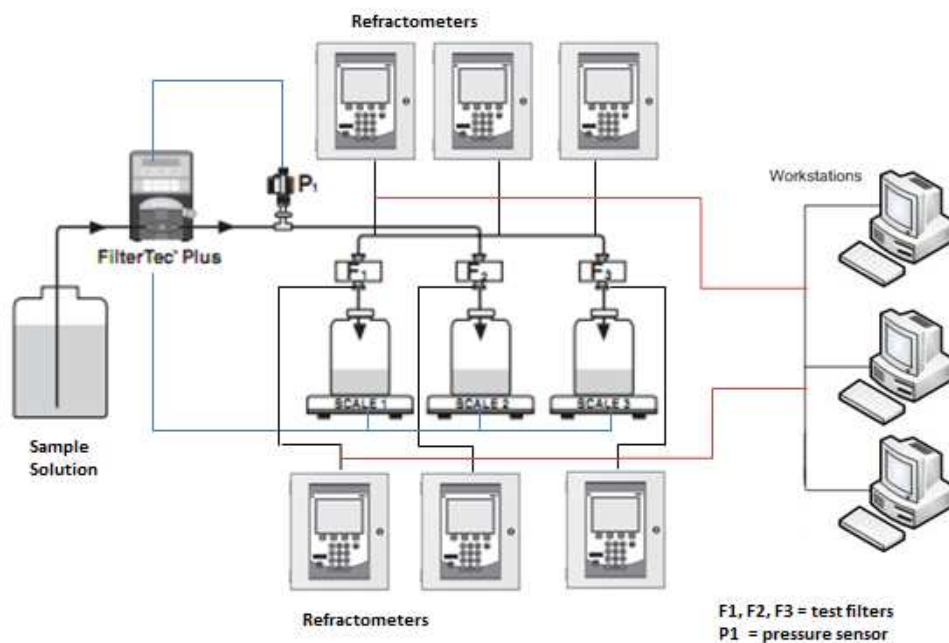 Refractometers
P1
Workstations
FilterTec® Plus
F1
F2
F3
SCALE 1
SCALE 2
SCALE 3
Sample
Solution
Refractometers
F1, F2, F3 = test filters
P1 = pressure sensor